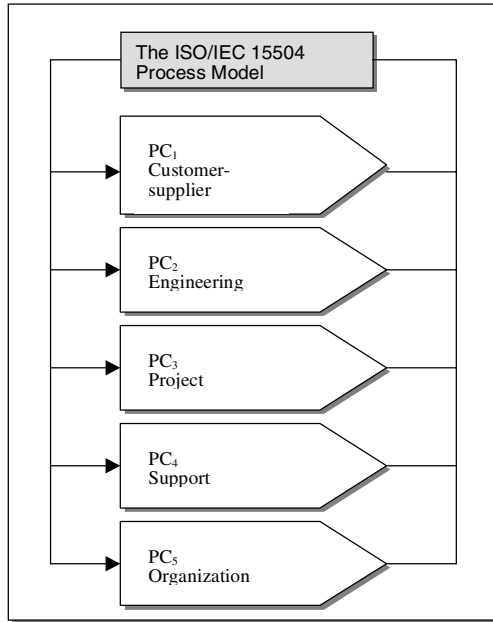 The ISO/IEC 15504
Process Model
PC₁
Customer-
supplier
PC₂
Engineering
PC₃
Project
PC₄
Support
PC₅
Organization